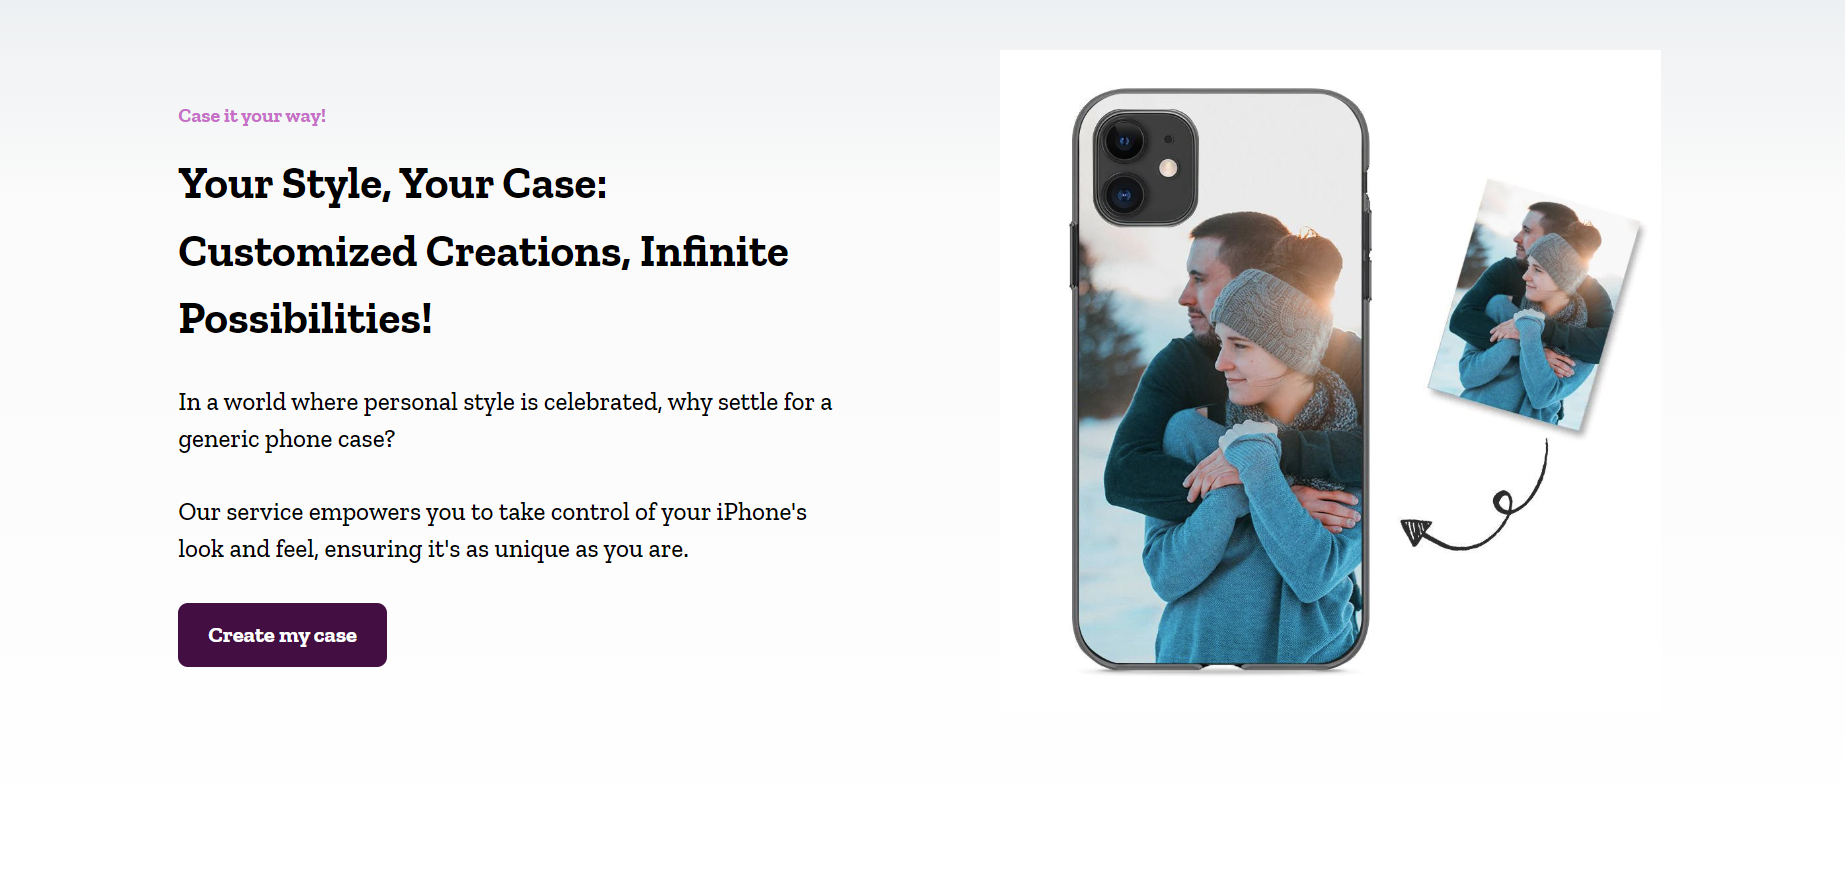 Case it your way!
Your Style, Your Case:
Customized Creations, Infinite
Possibilities!
In a world where personal style is celebrated, why settle for a
generic phone case?
Our service empowers you to take control of your iPhone's
look and feel, ensuring it's as unique as you are.
Create my case